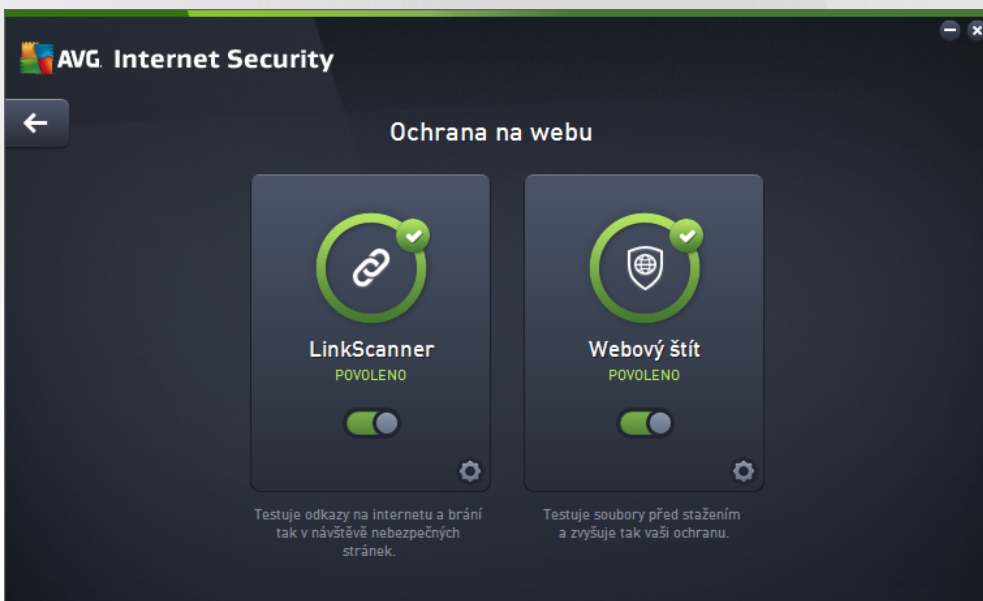 AVG Internet Security
Ochrana na webu
LinkScanner
POVOLENO
Testuje odkazy na internetu a brání
tak v návštěvě nebezpečných
stránek.
Webový štít
POVOLENO
Testuje soubory před stažením
a zvyšuje tak vaši ochranu.